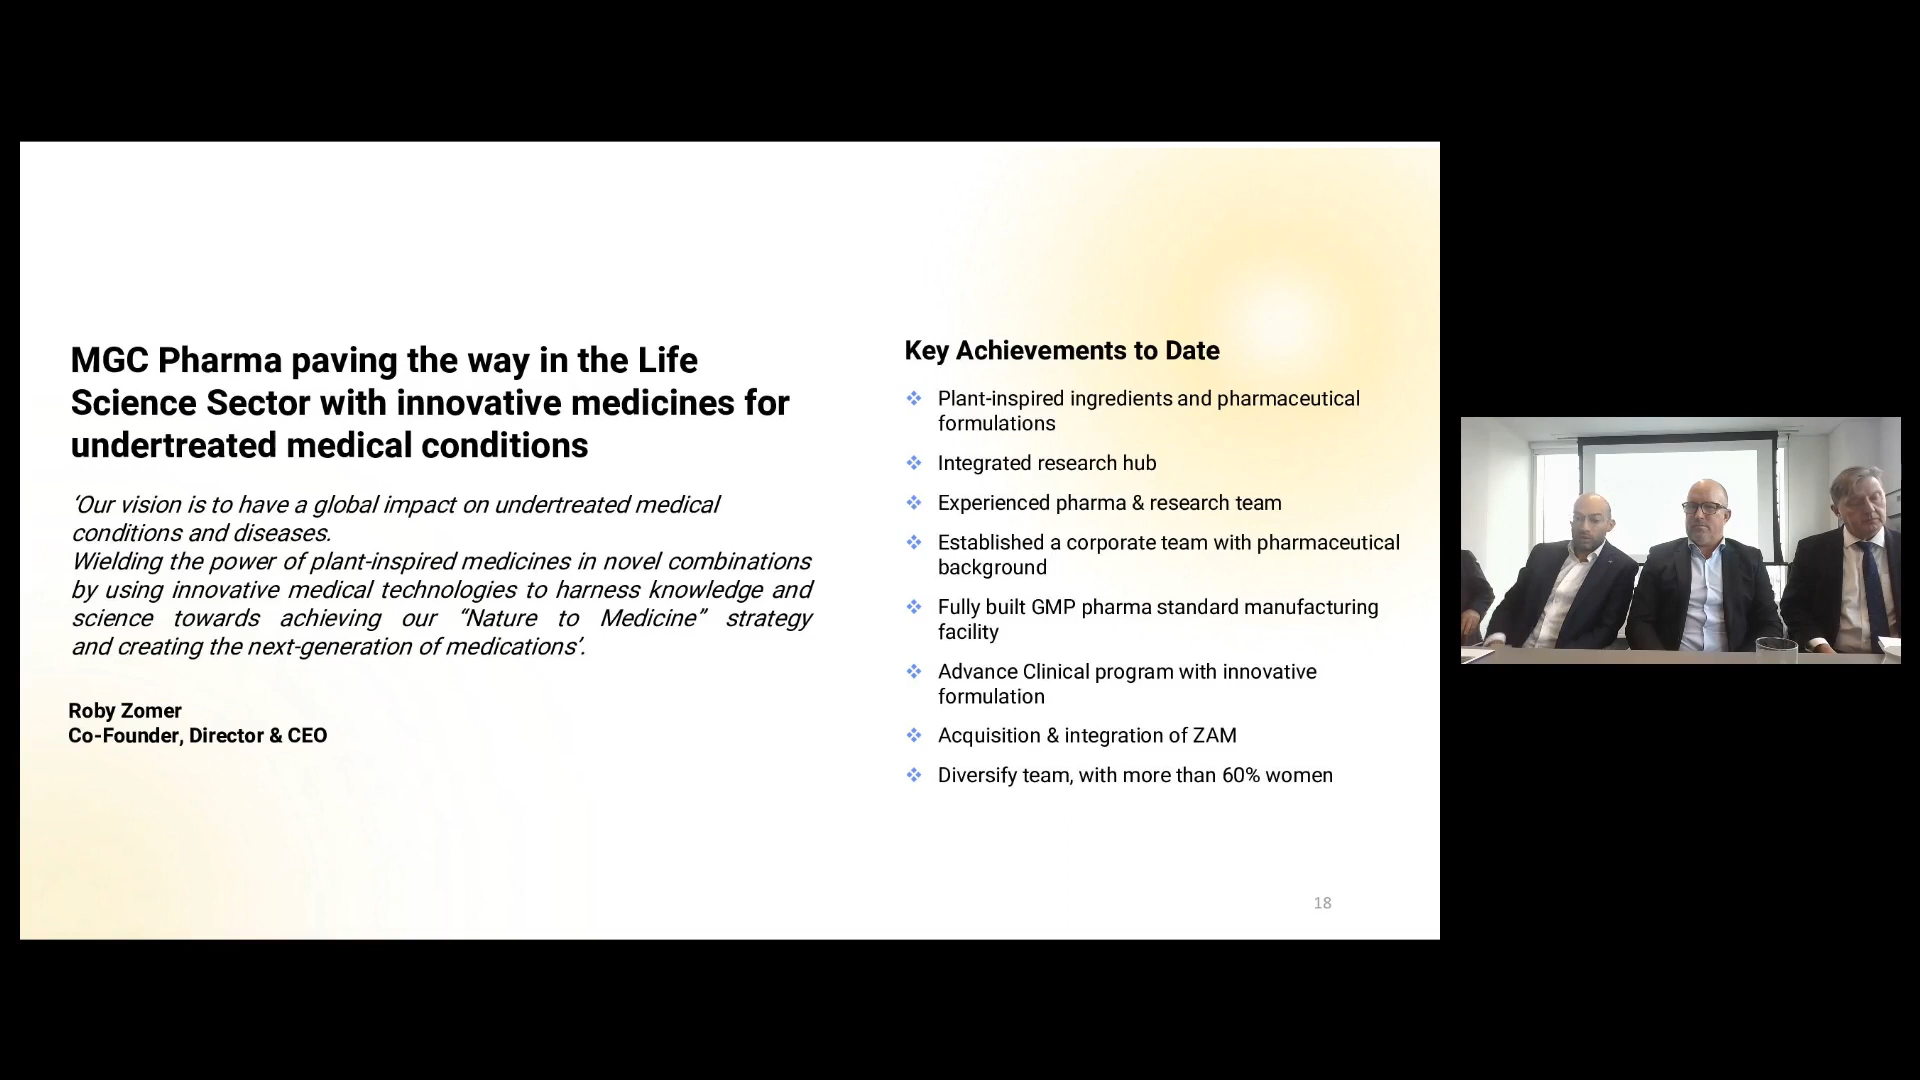 MGC Pharma paving the way in the Life
Science Sector with innovative medicines for
undertreated medical conditions
‘Our vision is to have a global impact on undertreated medical
conditions and diseases.
Wielding the power of plant-inspired medicines in novel combinations
by using innovative medical technologies to harness knowledge and
science towards achieving our “Nature to Medicine” strategy
and creating the next-generation of medications’.
Roby Zomer
Co-Founder, Director & CEO
Key Achievements to Date
Plant-inspired ingredients and pharmaceutical
formulations
Integrated research hub
Experienced pharma & research team
Established a corporate team with pharmaceutical
background
Fully built GMP pharma standard manufacturing
facility
Advance Clinical program with innovative
formulation
Acquisition & integration of ZAM
Diversify team, with more than 60% women
18